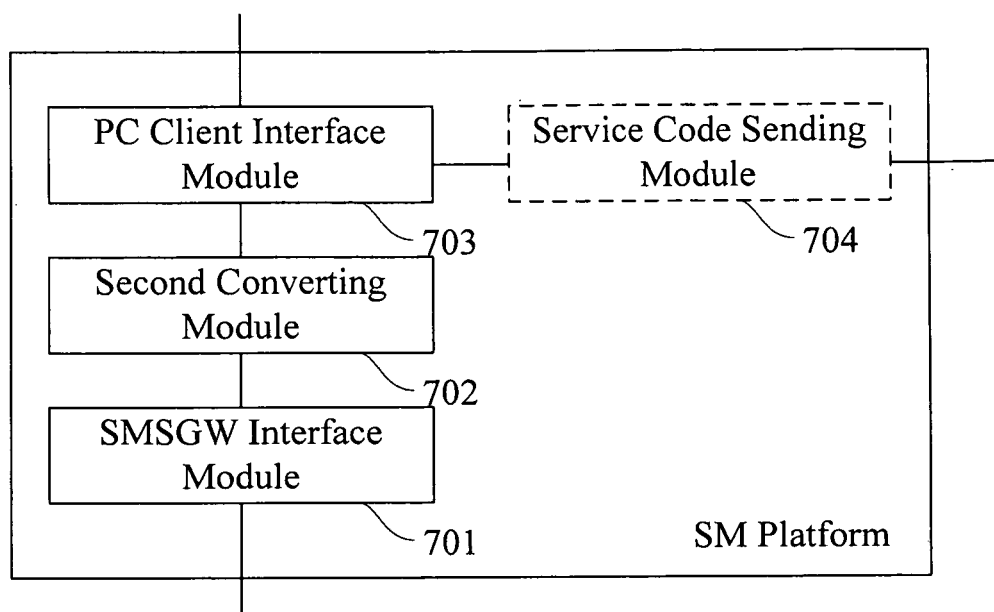 PC Client Interface
Module
703
Service Code Sending
Module
704
Second Converting
Module
702
SMSGW Interface
Module
701
SM Platform